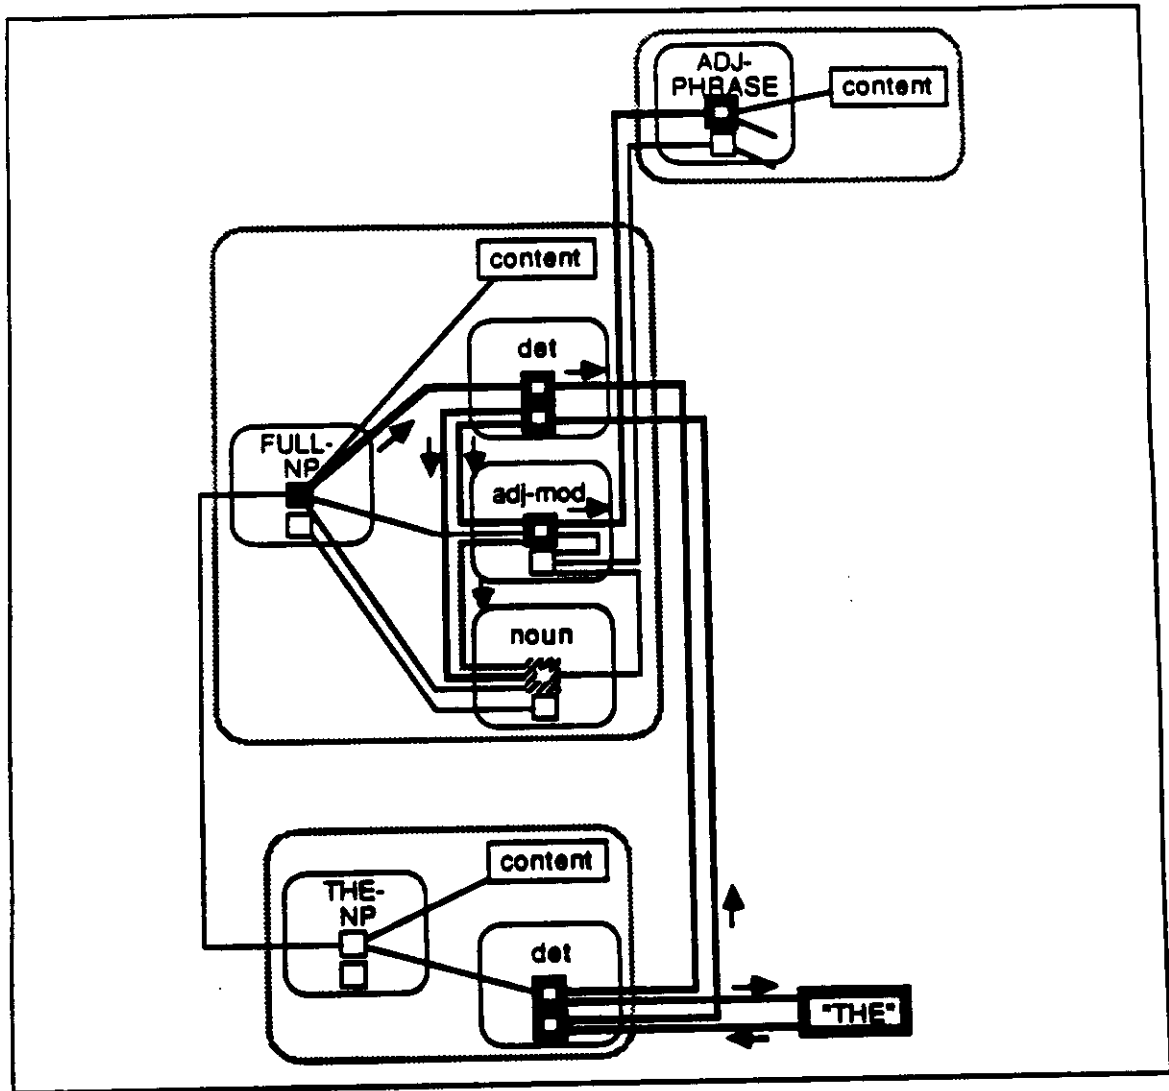 ADJ-
PHRASE
content
content
det
FULL-
NP
adj-mod
noun
content
THE-
NP
det
"THE"